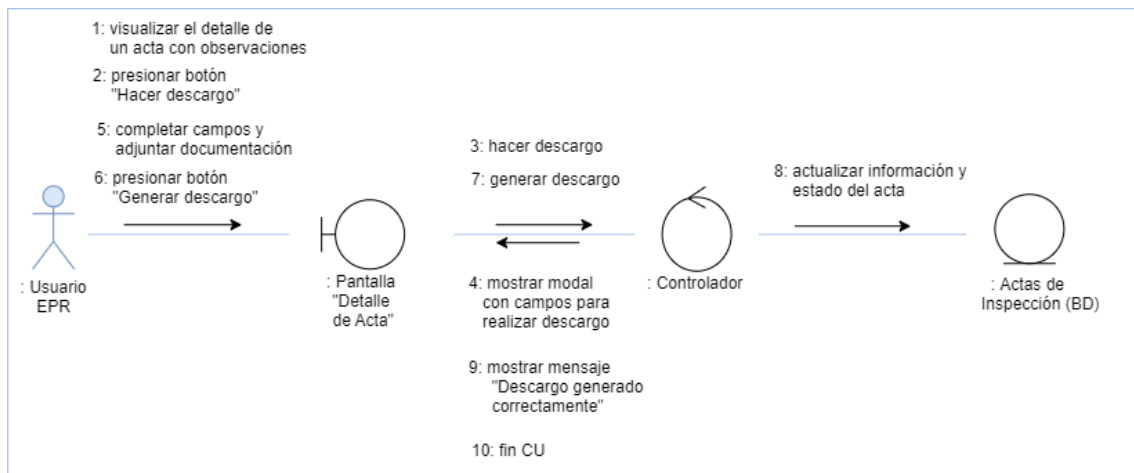 1: visualizar el detalle de
un acta con observaciones
2: presionar botón
"Hacer descargo"
5: completar campos y
adjuntar documentación
6: presionar botón
"Generar descargo"
: Usuario
EPR
: Pantalla
"Detalle
de Acta"
3: hacer descargo
7: generar descargo
4: mostrar modal
con campos para
realizar descargo
9: mostrar mensaje
"Descargo generado
correctamente"
10: fin CU
: Controlador
8: actualizar información y
estado del acta
: Actas de
Inspección (BD)